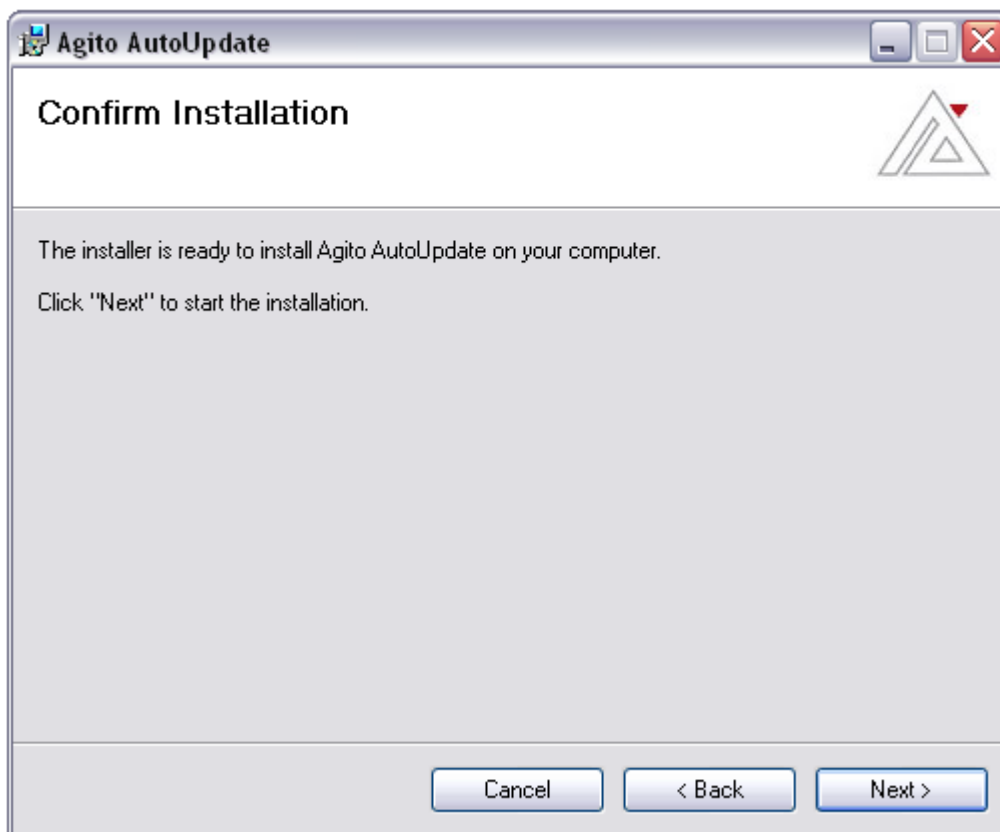 Agito AutoUpdate
Confirm Installation
The installer is ready to install Agito AutoUpdate on your computer.
Click "Next" to start the installation.
Cancel
< Back
Next >